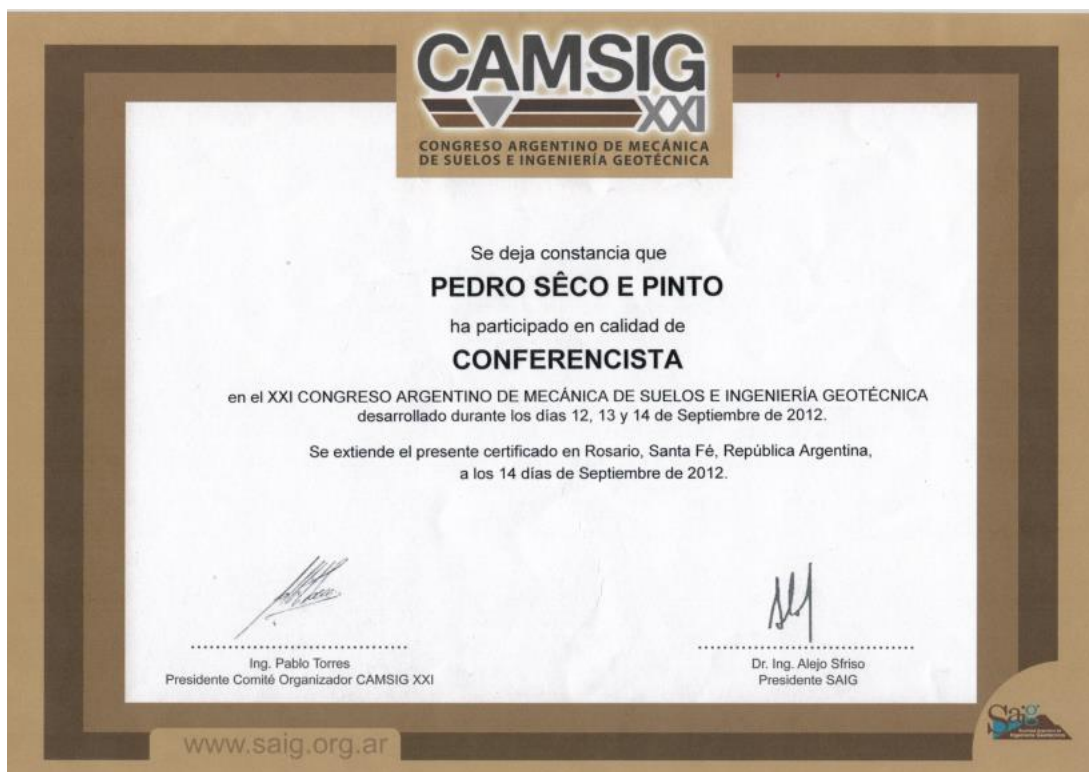 CAMSIG
XXI
CONGRESO ARGENTINO DE MECÁNICA
DE SUELOS E INGENIERÍA GEOTÉCNICA
Se deja constancia que
PEDRO SÊCO E PINTO
ha participado en calidad de
CONFERENCISTA
en el XXI CONGRESO ARGENTINO DE MECÁNICA DE SUELOS E INGENIERÍA GEOTÉCNICA
desarrollado durante los días 12, 13 y 14 de Septiembre de 2012.
Se extiende el presente certificado en Rosario, Santa Fé, República Argentina,
a los 14 días de Septiembre de 2012.
Ing. Pablo Torres
Presidente Comité Organizador CAMSIG XXI
Dr. Ing. Alejo Sfriso
Presidente SAIG
www.saig.org.ar
Saig